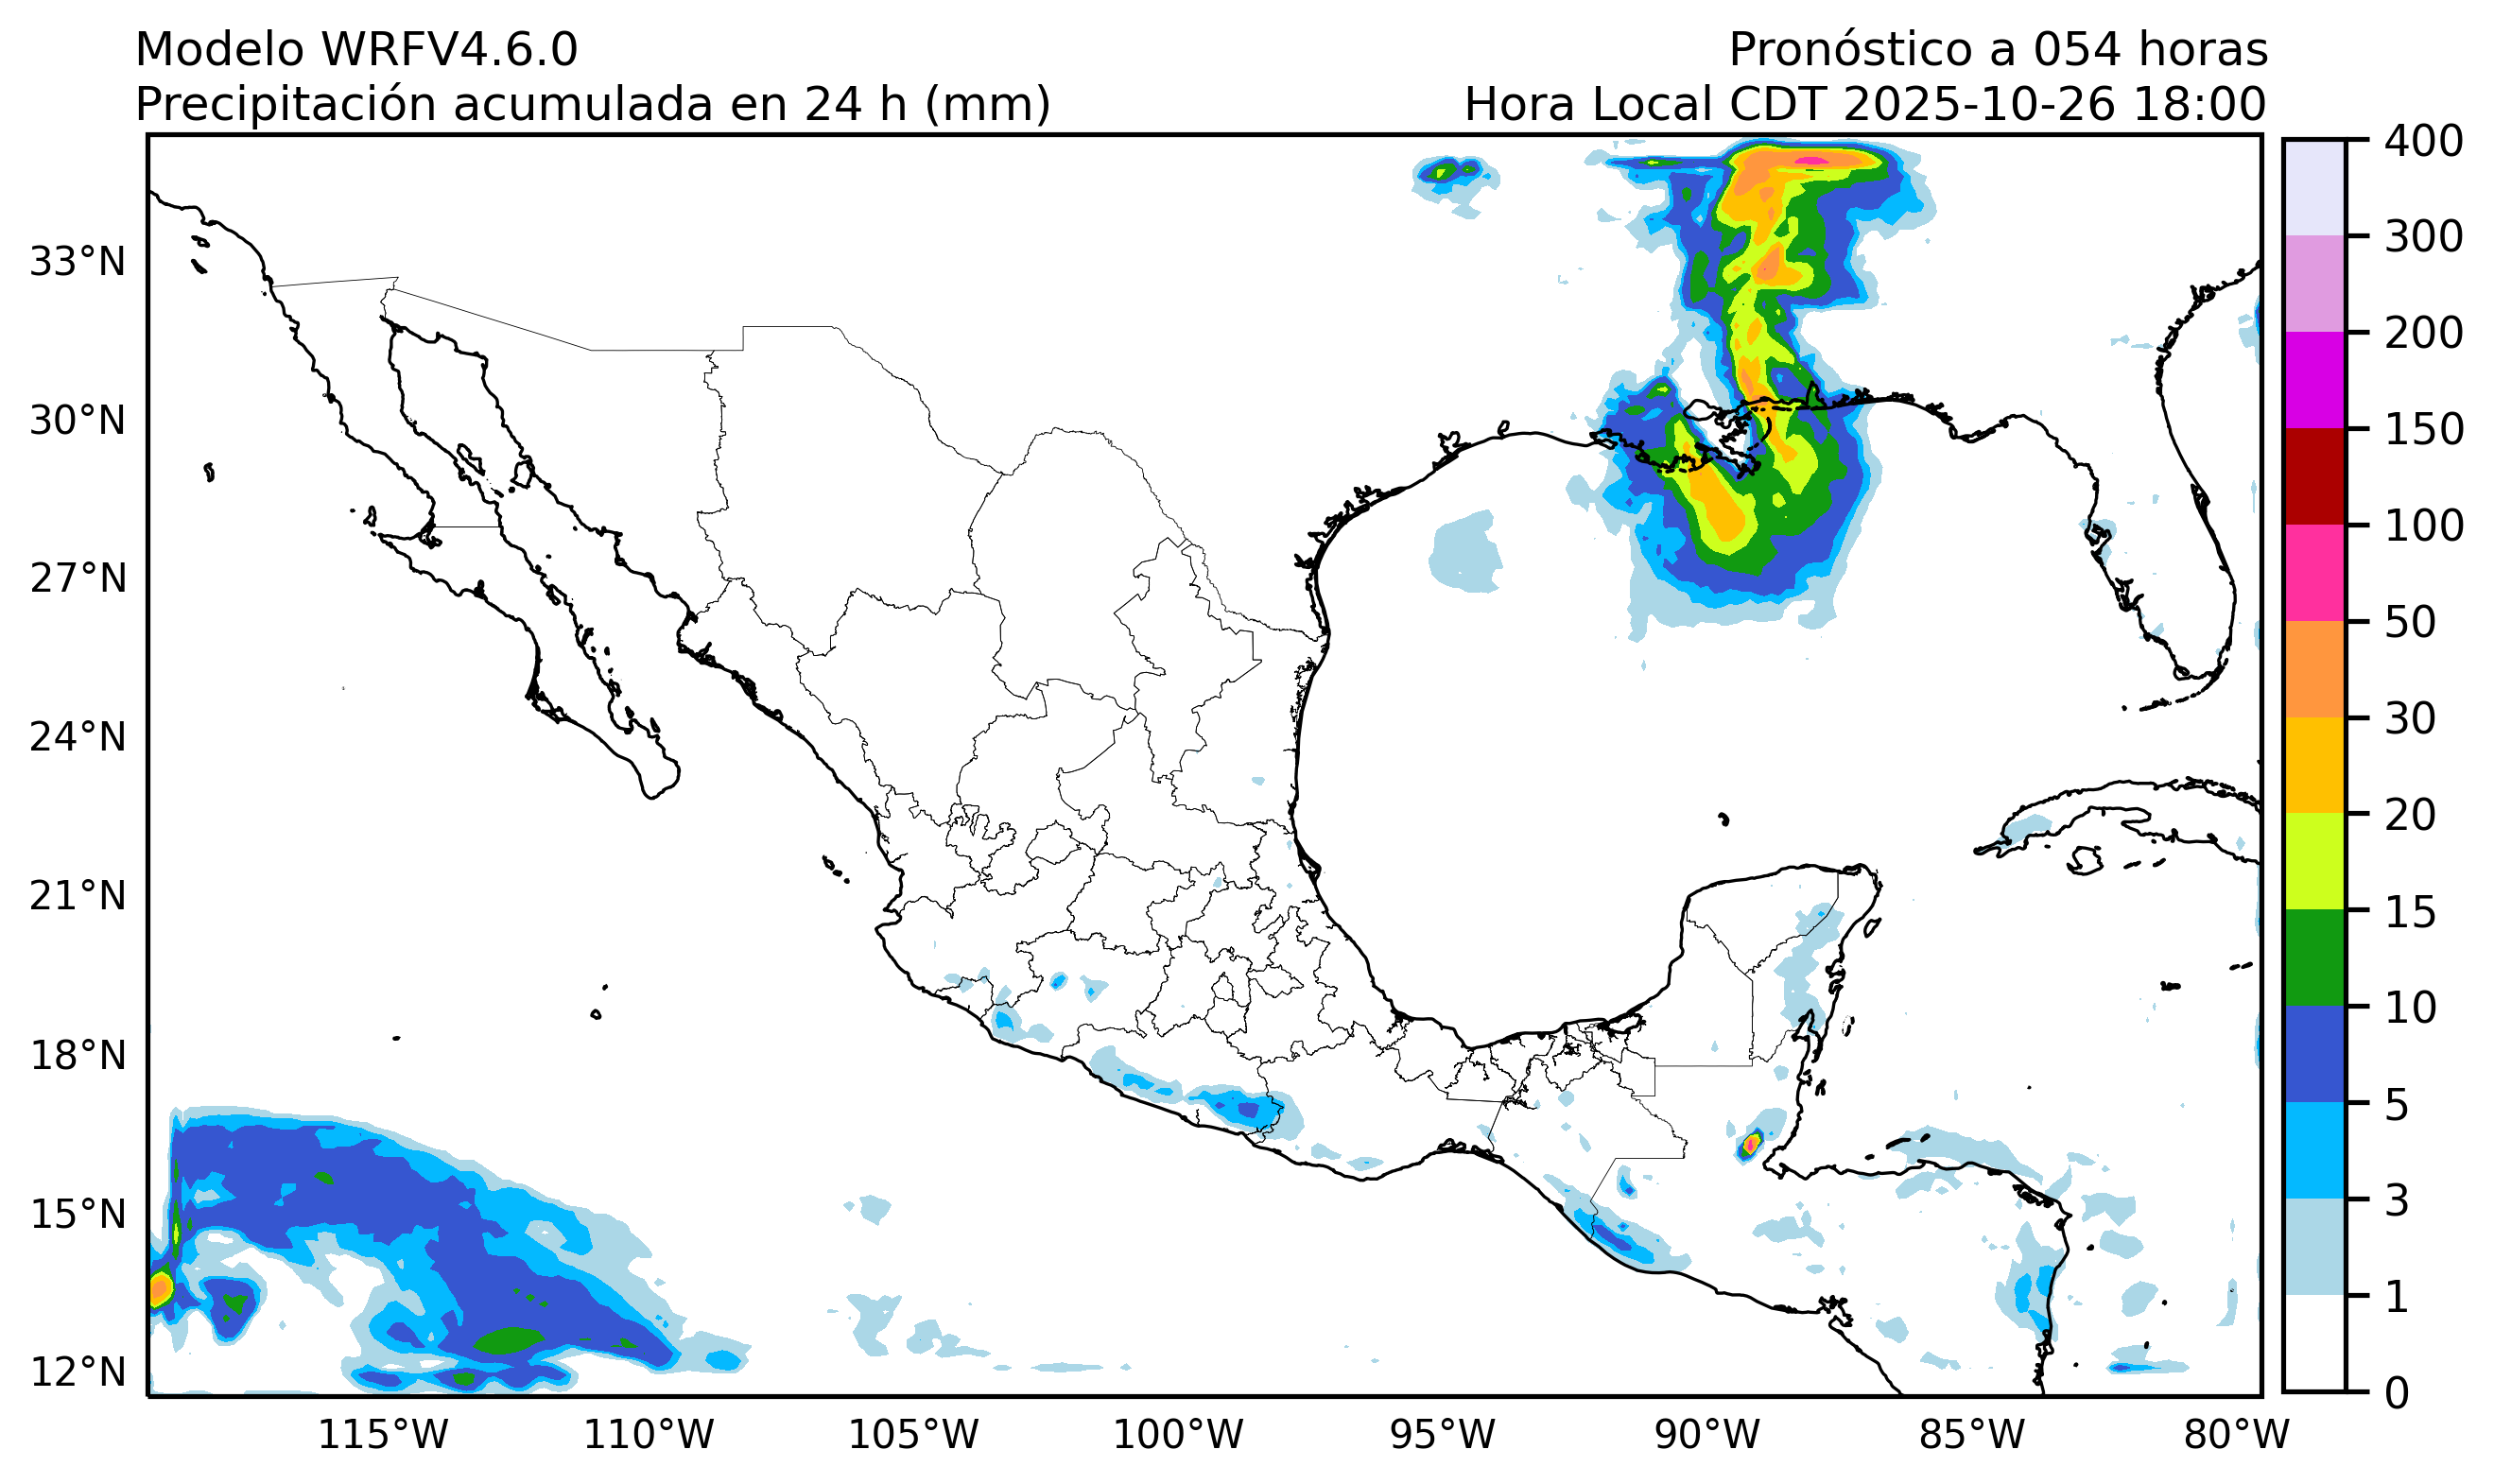 Modelo WRFV4.6.0
Pronóstico a 054 horas
Precipitación acumulada en 24 h (mm)
Hora Local CDT 2025-10-26 18:00
33°N
30°N
27°N
24°N
21°N
18°N
15°N
12°N
115°W
110°W
105°W
100°W
95°W
90°W
85°W
80°W
400
300
200
150
100
50
30
20
15
10
5
3
1
0